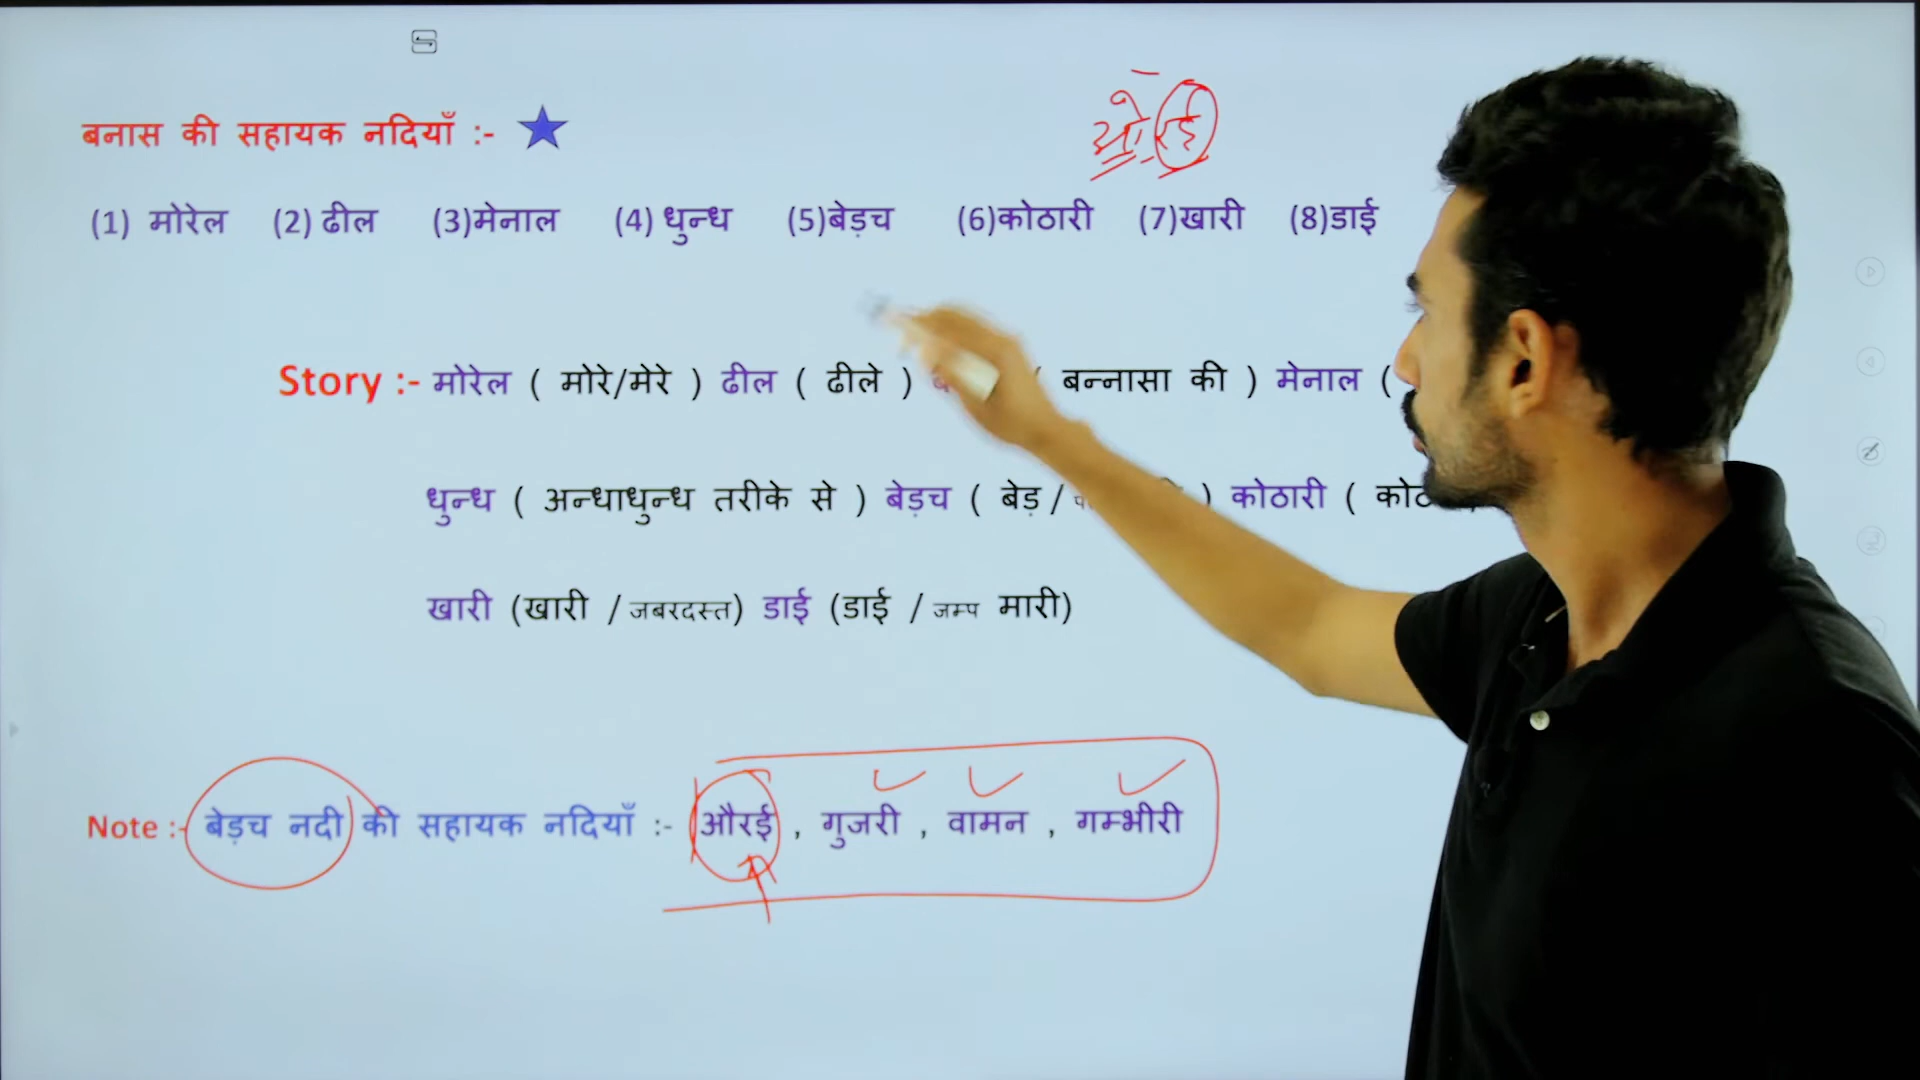 ओरई
बनास की सहायक नदियाँ :-
(1) मोरेल (2) ढील (3)मेनाल (4) धुन्ध (5)बेड़च (6)कोठारी (7)खारी (8)डाई
Story :- मोरेल ( मोरे/मेरे ) ढील ( ढीले ) ( बन्नासा की ) मेनाल (
धुन्ध ( अन्धाधुन्ध तरीके से ) बेड़च ( बेड़ / ) कोठारी (
खारी (खारी / जबरदस्त) डाई (डाई / जम्प मारी)
Note :- बेड़च नदी की सहायक नदियाँ :- औरई , गुजरी , वामन , गम्भीरी